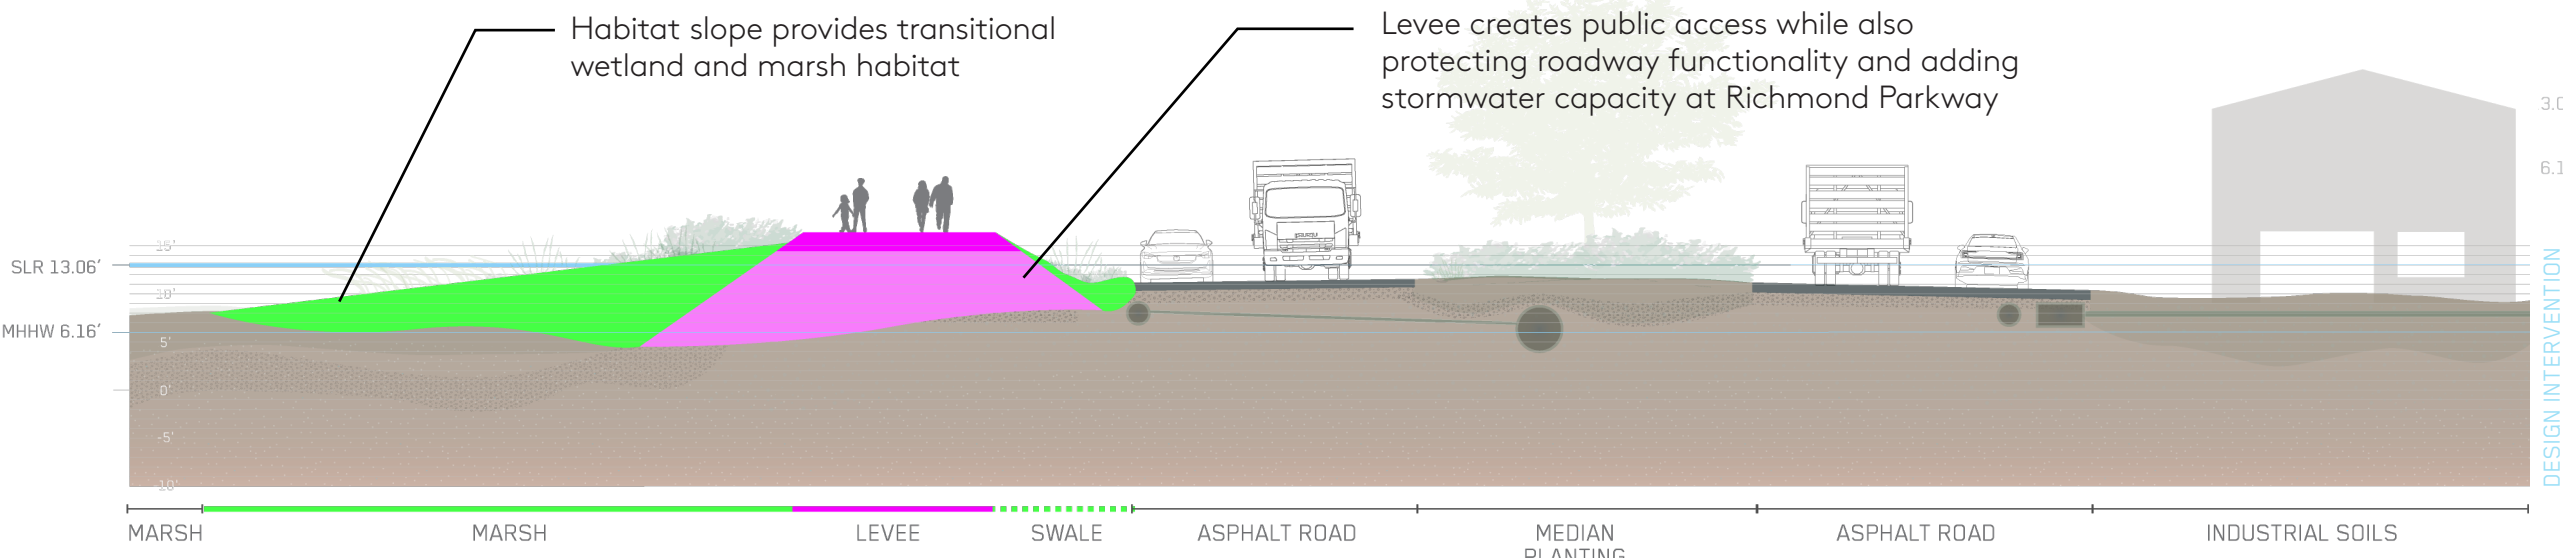 Habitat slope provides transitional
wetland and marsh habitat
Levee creates public access while also
protecting roadway functionality and adding
stormwater capacity at Richmond Parkway
15'
SLR 13.06'
10'
MHHW 6.16'
5'
0'
-5'
-10'
ISUZU
DESIGN INTERVENTION
MARSH
MARSH
LEVEE
SWALE
ASPHALT ROAD
MEDIAN
PLANTING
ASPHALT ROAD
INDUSTRIAL SOILS